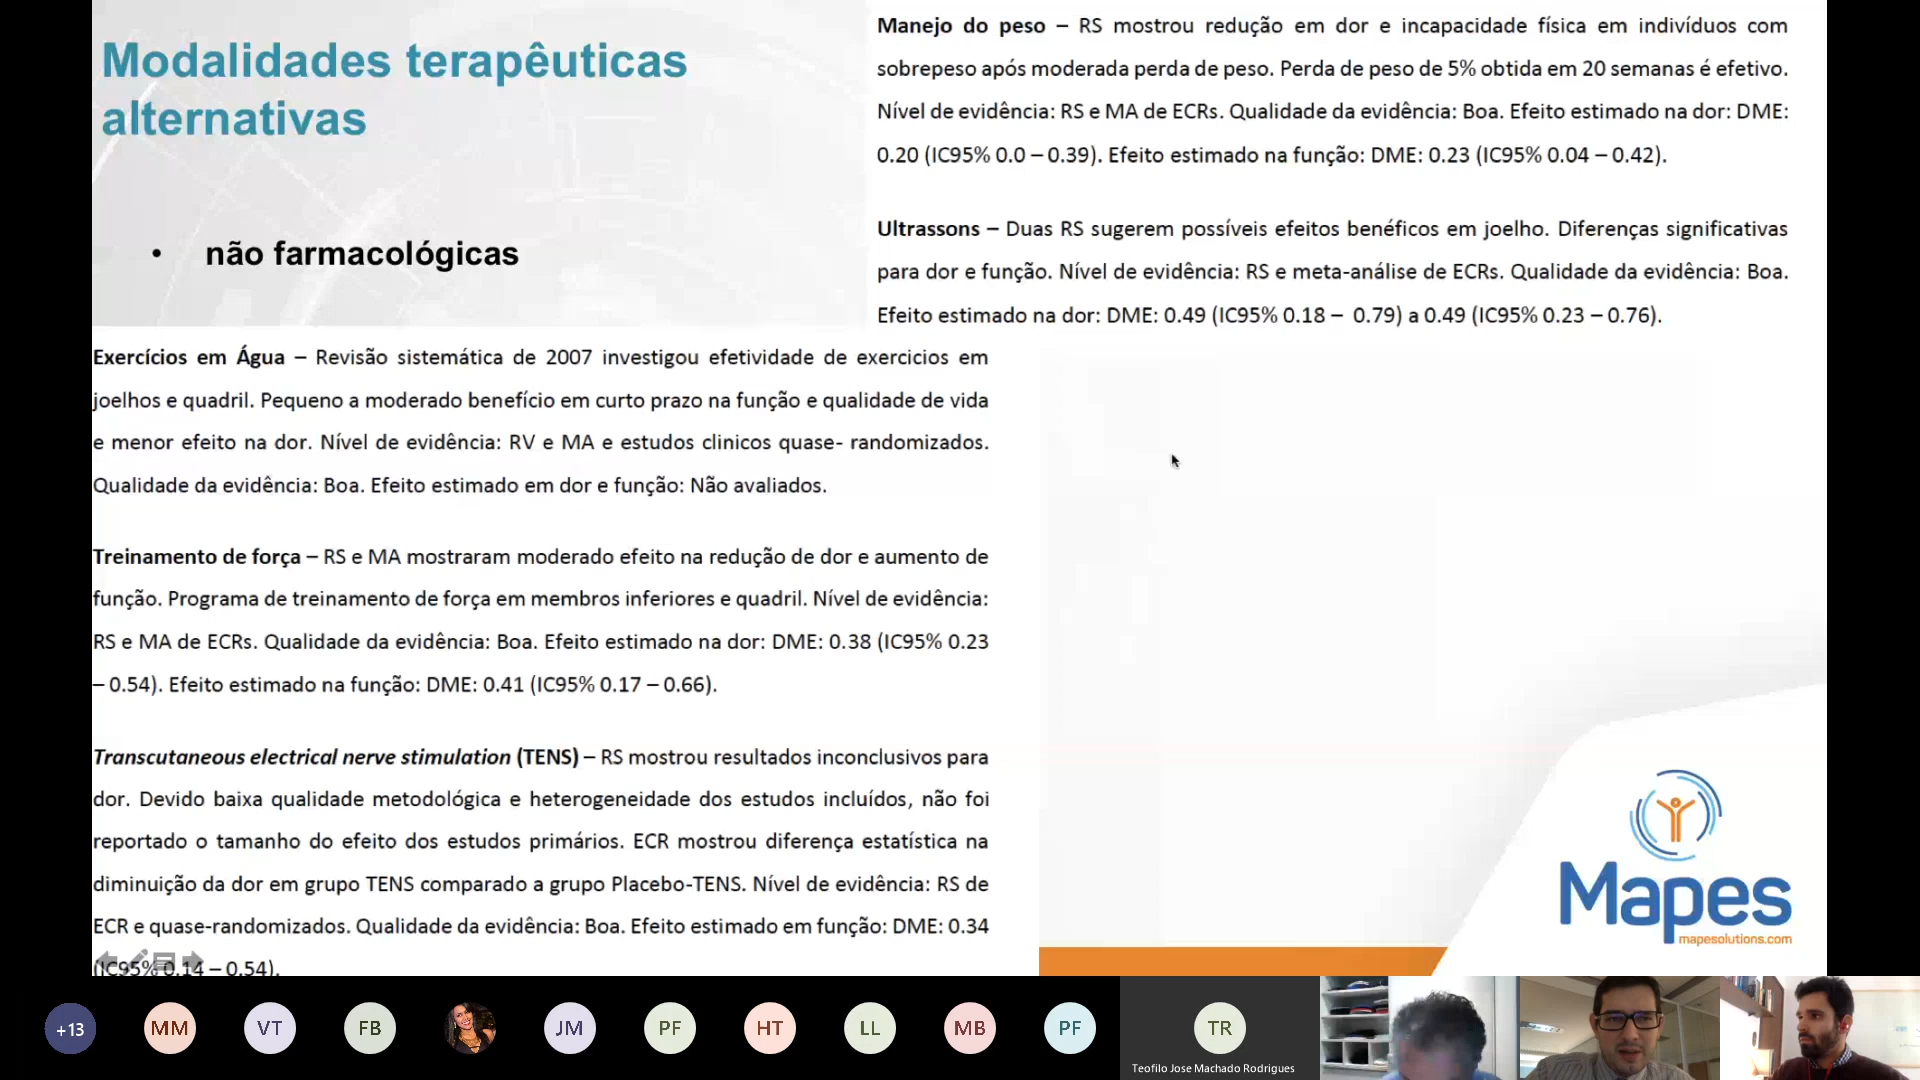 Modalidades terapêuticas
alternativas
• não farmacológicas
Manejo do peso – RS mostrou redução em dor e incapacidade física em indivíduos com
sobrepeso após moderada perda de peso. Perda de peso de 5% obtida em 20 semanas é efetivo.
Nível de evidência: RS e MA de ECRs. Qualidade da evidência: Boa. Efeito estimado na dor: DME:
0.20 (IC95% 0.0 – 0.39). Efeito estimado na função: DME: 0.23 (IC95% 0.04 – 0.42).
Ultrassons – Duas RS sugerem possíveis efeitos benéficos em joelho. Diferenças significativas
para dor e função. Nível de evidência: RS e meta-análise de ECRs. Qualidade da evidência: Boa.
Efeito estimado na dor: DME: 0.49 (IC95% 0.18 – 0.79) a 0.49 (IC95% 0.23 – 0.76).
Exercícios em Água – Revisão sistemática de 2007 investigou efetividade de exercicios em
joelhos e quadril. Pequeno a moderado benefício em curto prazo na função e qualidade de vida
e menor efeito na dor. Nível de evidência: RV e MA e estudos clinicos quase- randomizados.
Qualidade da evidência: Boa. Efeito estimado em dor e função: Não avaliados.
Treinamento de força – RS e MA mostraram moderado efeito na redução de dor e aumento de
função. Programa de treinamento de força em membros inferiores e quadril. Nível de evidência:
RS e MA de ECRs. Qualidade da evidência: Boa. Efeito estimado na dor: DME: 0.38 (IC95% 0.23
– 0.54). Efeito estimado na função: DME: 0.41 (IC95% 0.17 – 0.66).
Transcutaneous electrical nerve stimulation (TENS) – RS mostrou resultados inconclusivos para
dor. Devido baixa qualidade metodológica e heterogeneidade dos estudos incluídos, não foi
reportado o tamanho do efeito dos estudos primários. ECR mostrou diferença estatística na
diminuição da dor em grupo TENS comparado a grupo Placebo-TENS. Nível de evidência: RS de
ECR e quase-randomizados. Qualidade da evidência: Boa. Efeito estimado em função: DME: 0.34
(IC95% 0.14 – 0.54).
Mapes
mapesolutions.com
+13 MM VT FB JM PF HT LL MB PF TR
Teofilo Jose Machado Rodrigues